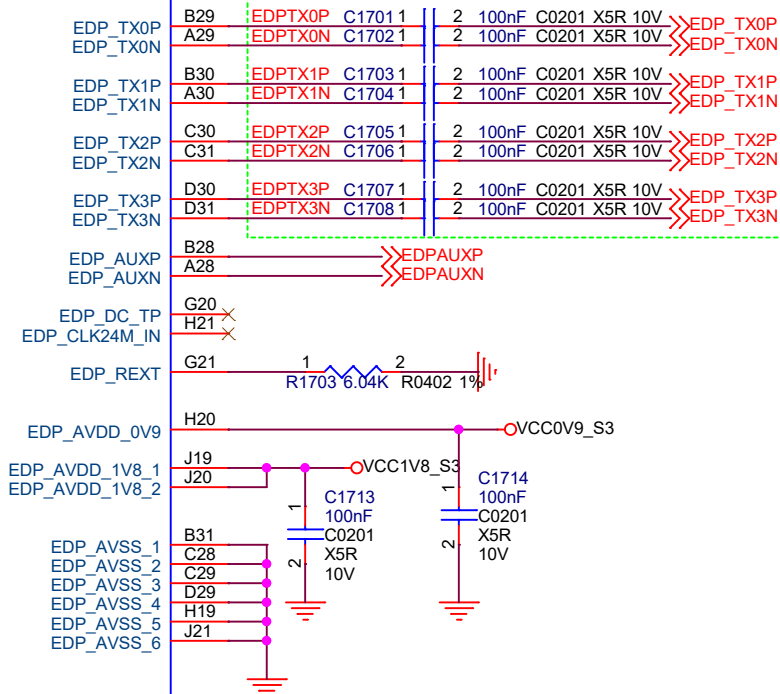 EDP_TX0P B29 EDPTX0P C1701 1 2 100nF C0201 X5R 10V EDP_TX0P
EDP_TX0N A29 EDPTX0N C1702 1 2 100nF C0201 X5R 10V EDP_TX0N
EDP_TX1P B30 EDPTX1P C1703 1 2 100nF C0201 X5R 10V EDP_TX1P
EDP_TX1N A30 EDPTX1N C1704 1 2 100nF C0201 X5R 10V EDP_TX1N
EDP_TX2P C30 EDPTX2P C1705 1 2 100nF C0201 X5R 10V EDP_TX2P
EDP_TX2N C31 EDPTX2N C1706 1 2 100nF C0201 X5R 10V EDP_TX2N
EDP_TX3P D30 EDPTX3P C1707 1 2 100nF C0201 X5R 10V EDP_TX3P
EDP_TX3N D31 EDPTX3N C1708 1 2 100nF C0201 X5R 10V EDP_TX3N
EDP_AUXP B28 EDPAUXP
EDP_AUXN A28 EDPAUXN
EDP_DC_TP G20
EDP_CLK24M_IN H21
EDP_REXT G21 1 2
R1703 6.04K R0402 1%
EDP_AVDD_0V9 H20 VCC0V9_S3
EDP_AVDD_1V8_1 J19 VCC1V8_S3
EDP_AVDD_1V8_2 J20
1 C1714
100nF
C0201
X5R
10V
2
1 C1713
100nF
C0201
X5R
10V
2
EDP_AVSS_1 B31
EDP_AVSS_2 C28
EDP_AVSS_3 C29
EDP_AVSS_4 D29
EDP_AVSS_5 H19
EDP_AVSS_6 J21